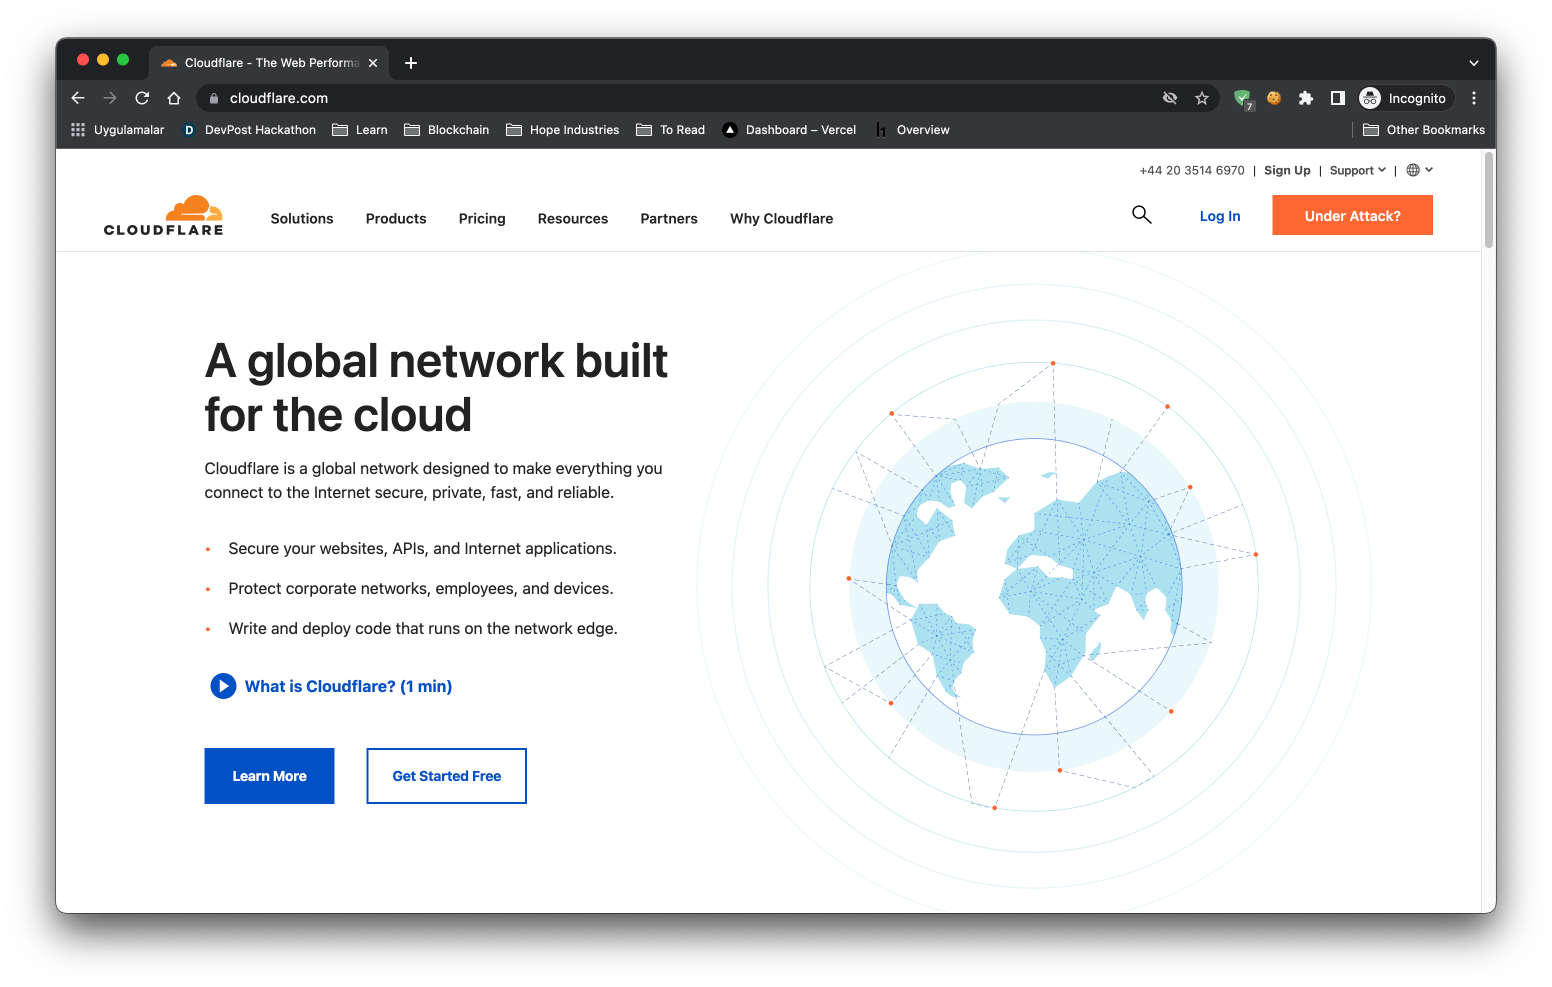 Cloudflare - The Web Performa
cloudflare.com
7
Incognito
Uygulamalar
D
DevPost Hackathon
Learn
Blockchain
Hope Industries
To Read
Dashboard – Vercel
Overview
Other Bookmarks
+44 20 3514 6970 | Sign Up | Support |
CLOUDFLARE
Solutions
Products
Pricing
Resources
Partners
Why Cloudflare
Log In
Under Attack?
A global network built
for the cloud
Cloudflare is a global network designed to make everything you
connect to the Internet secure, private, fast, and reliable.
• Secure your websites, APIs, and Internet applications.
• Protect corporate networks, employees, and devices.
• Write and deploy code that runs on the network edge.
What is Cloudflare? (1 min)
Learn More
Get Started Free